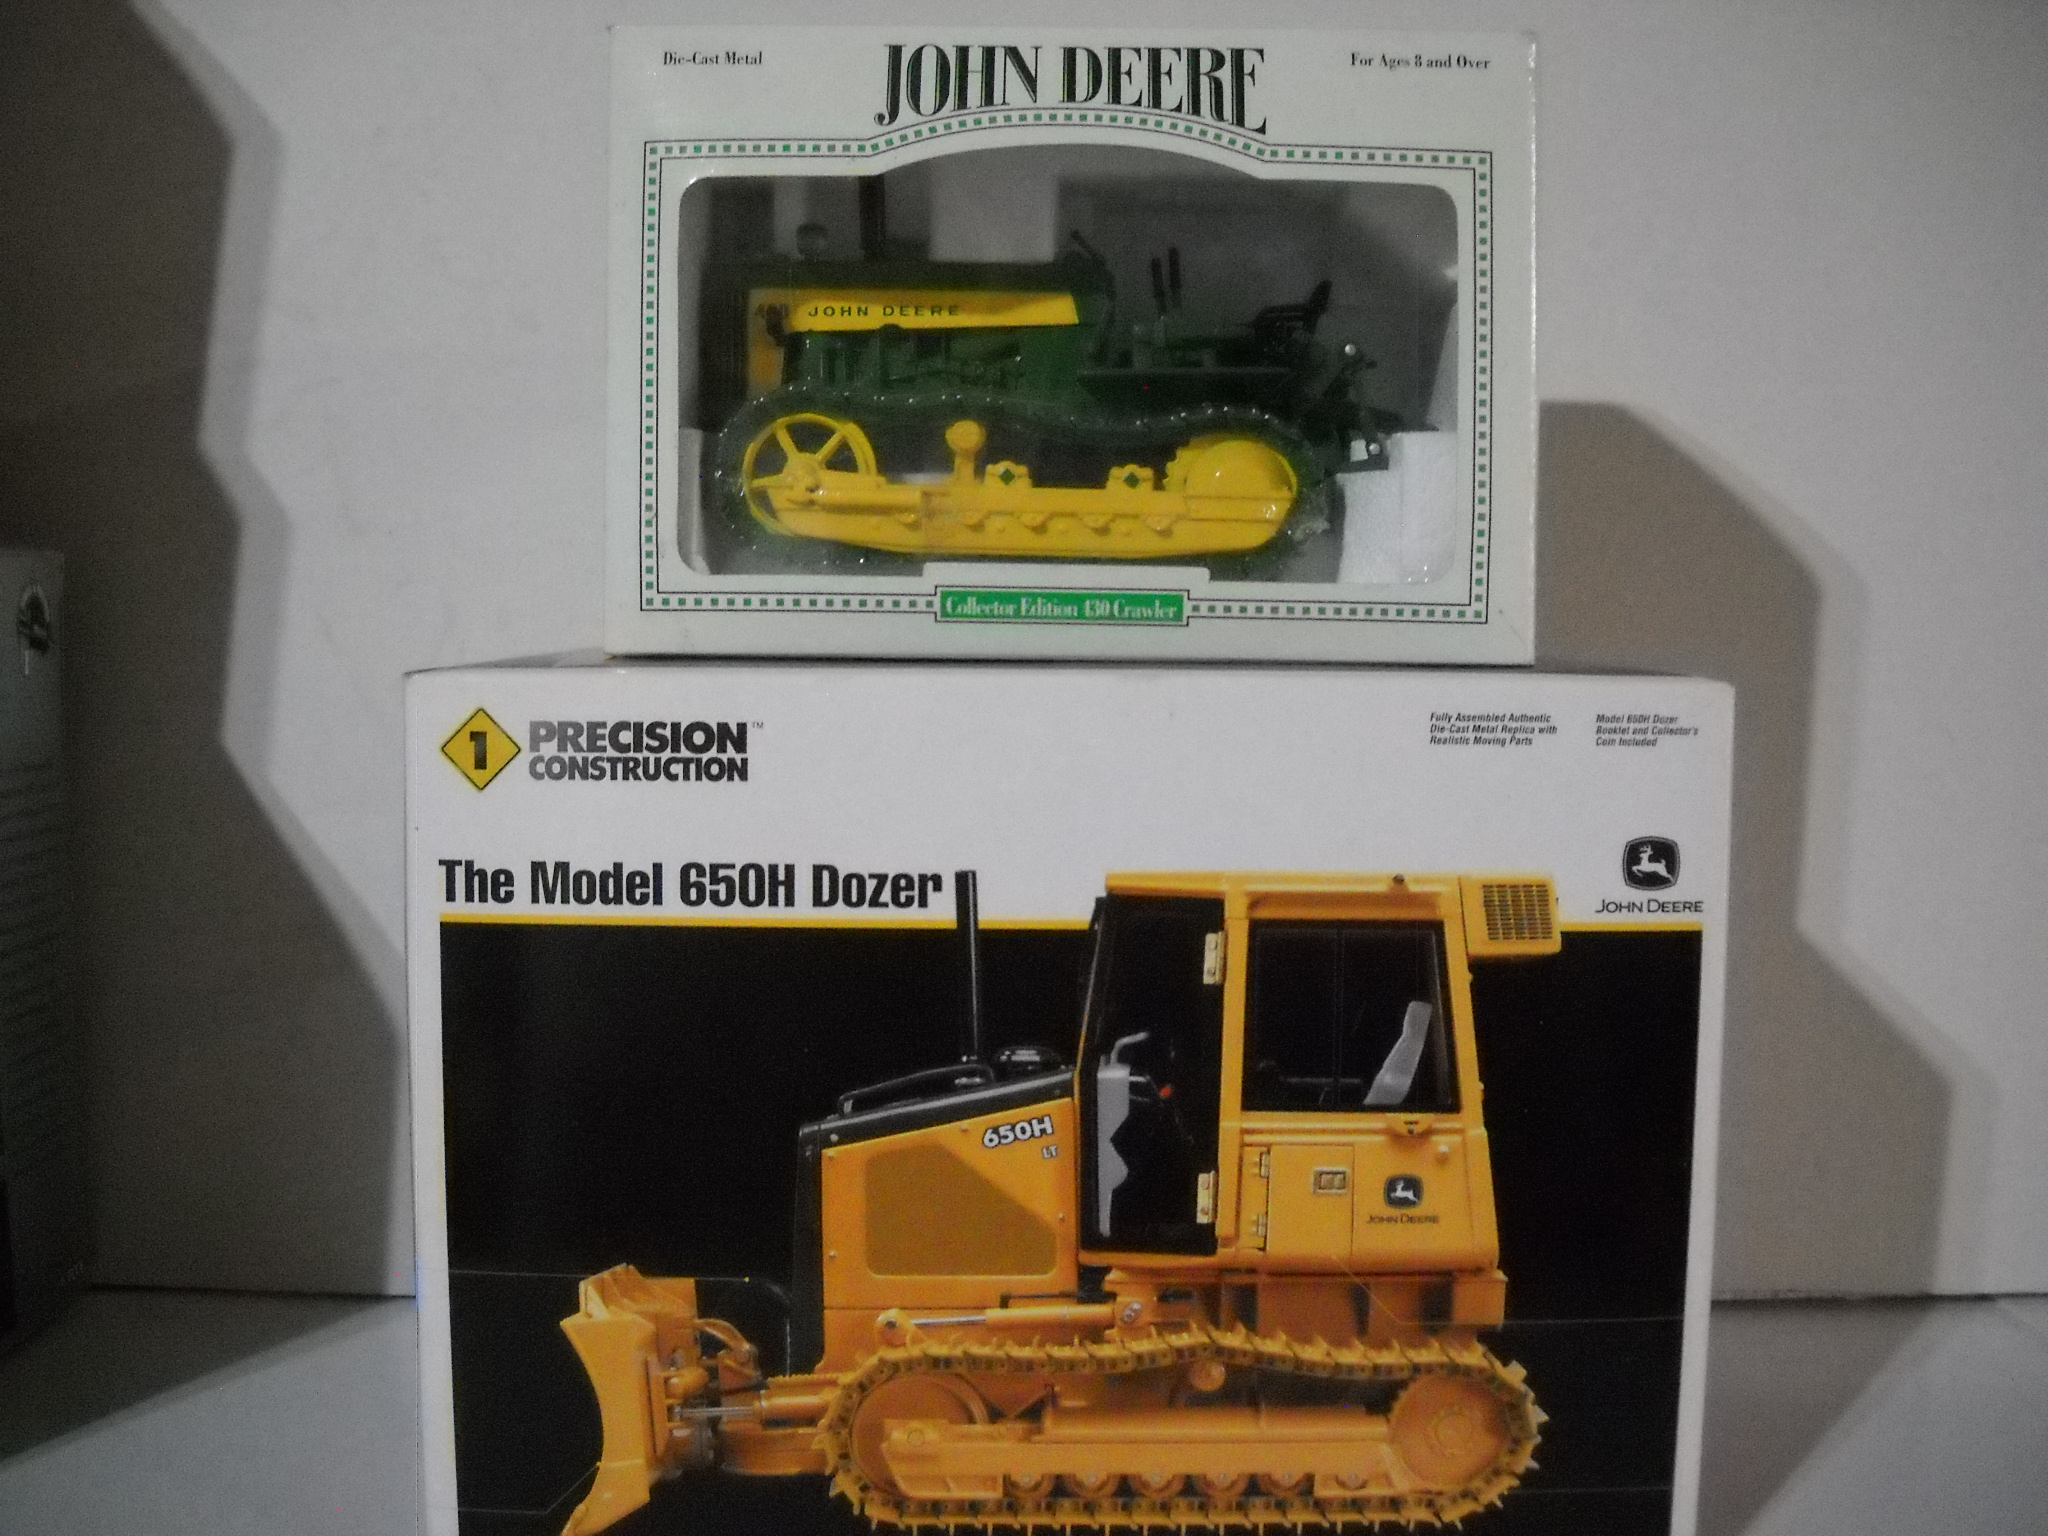 Die-Cast Metal
JOHN DEERE
For Ages 8 and Over
JOHN DEERE
Collector Edition 430 Crawler
1
PRECISION™
CONSTRUCTION
Fully Assembled Authentic
Die-Cast Metal Replica with
Realistic Moving Parts
Model 650H Dozer
Booklet and Collector's
Coin Included
The Model 650H Dozer
JOHN DEERE
650H
LT
JOHN DEERE